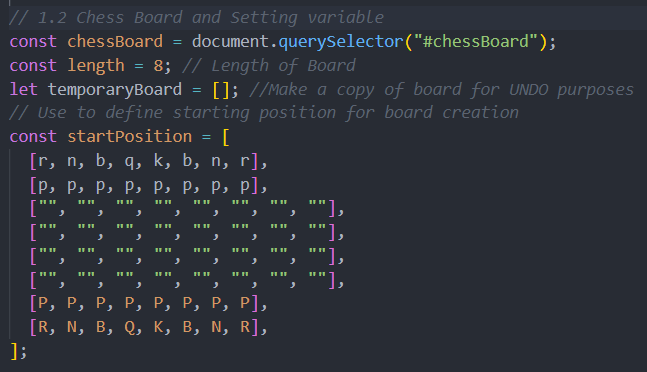 // 1.2 Chess Board and Setting variable
const chessBoard = document.querySelector("#chessBoard");
const length = 8; // Length of Board
let temporaryBoard = []; //Make a copy of board for UNDO purposes
// Use to define starting position for board creation
const startPosition = [
  [r, n, b, q, k, b, n, r],
  [p, p, p, p, p, p, p, p],
  ["", "", "", "", "", "", "", ""],
  ["", "", "", "", "", "", "", ""],
  ["", "", "", "", "", "", "", ""],
  ["", "", "", "", "", "", "", ""],
  [P, P, P, P, P, P, P, P],
  [R, N, B, Q, K, B, N, R],
];